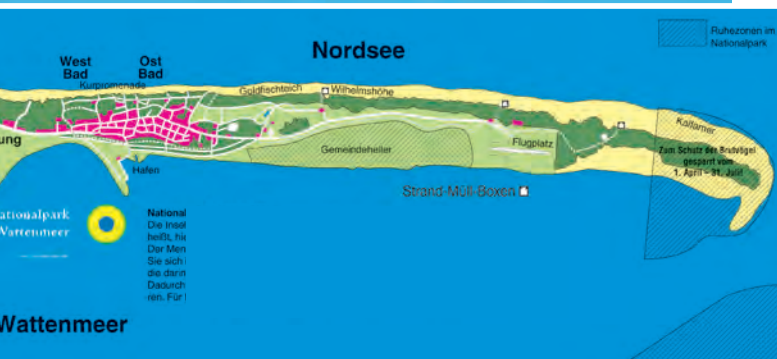 Ruhezonen im
Nationalpark
Nordsee
West
Bad
Ost
Bad
Kurpromenade
Goldfischteich
Wilhelmshöhe
Kalfamer
Zum Schutz der Brutvögel
gesperrt vom
1. April – 31. Juli!
ung
Gemeindeheller
Flugplatz
Hafen
Strand-Müll-Boxen
ationalpark
Wattenmeer
National
Die Insel
heißt, hie
Der Men
Sie sich
die darin
Dadurch
ren. Für
Wattenmeer